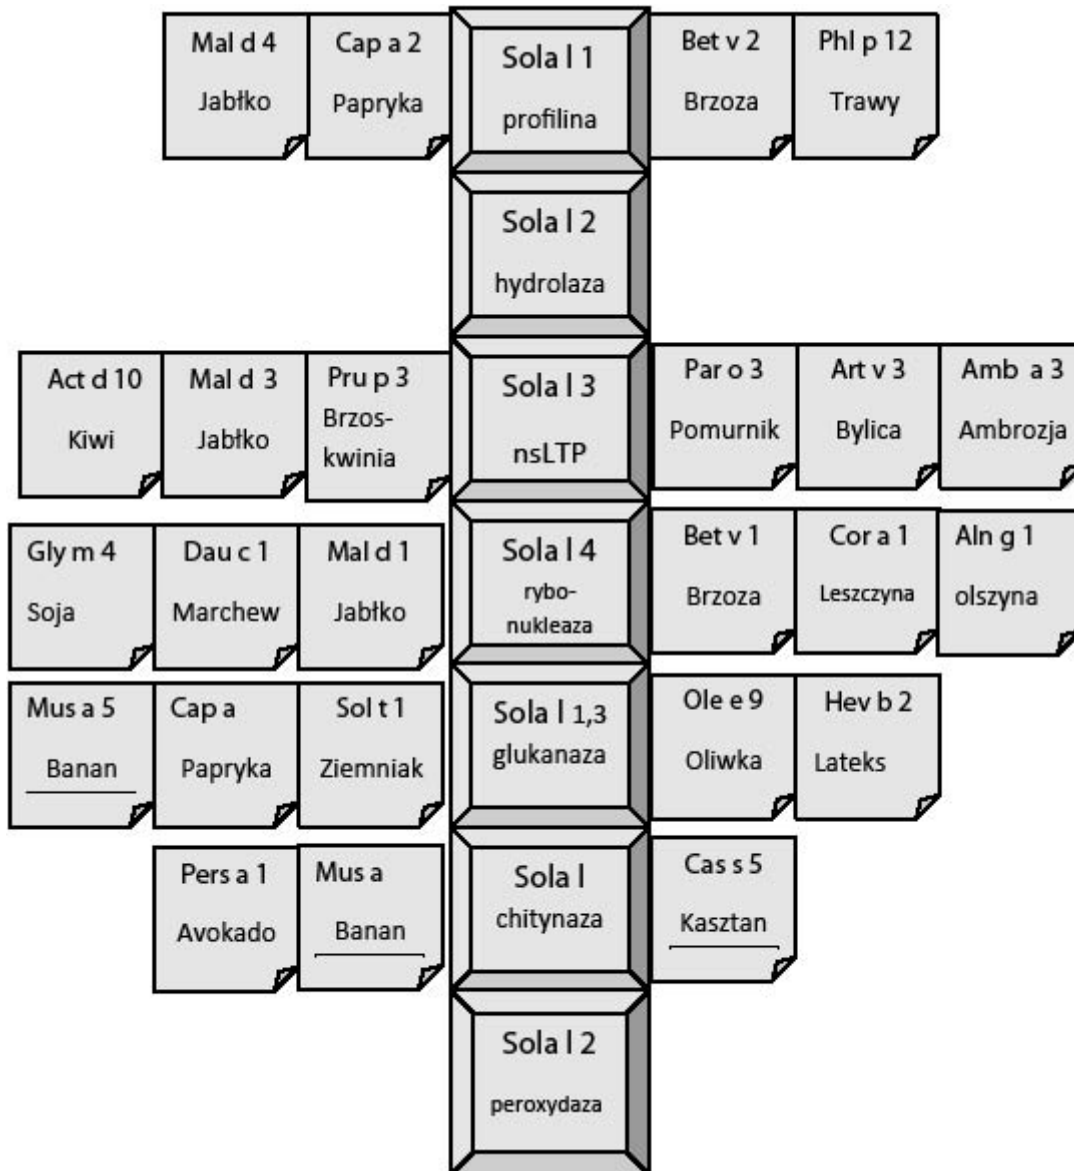 Mal d 4
Jabłko
Cap a 2
Papryka
Sola l 1
profilina
Bet v 2
Brzoza
Phl p 12
Trawy
Sola l 2
hydrolaza
Act d 10
Kiwi
Mal d 3
Jabłko
Pru p 3
Brzos-
kwinia
Sola l 3
nsLTP
Par o 3
Pomurnik
Art v 3
Bylica
Amb a 3
Ambrozja
Gly m 4
Soja
Dau c 1
Marchew
Mal d 1
Jabłko
Sola l 4
rybo-
nukleaza
Bet v 1
Brzoza
Cor a 1
Leszczyna
Aln g 1
olszyna
Mus a 5
Banan
Cap a
Papryka
Sol t 1
Ziemniak
Sola l 1,3
glukanaza
Ole e 9
Oliwka
Hev b 2
Lateks
Pers a 1
Avokado
Mus a
Banan
Sola l
chitynaza
Cas s 5
Kasztan
Sola l 2
peroxydaza